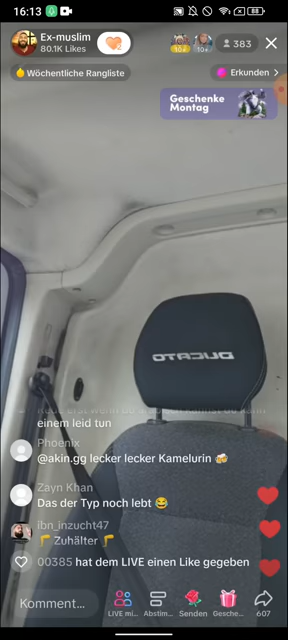 16:13
88
Ex-muslim
80.1K Likes
10+
10+
383
Wöchentliche Rangliste
Erkunden
Geschenke
Montag
DUCATO
einem leid tun
Phoenix
@akin.gg lecker lecker Kamelurin 🍻
Zayn Khan
Das der Typ noch lebt 😂
ibn_inzucht47
Zuhälter
00385 hat dem LIVE einen Like gegeben
Komment...
LIVE mi...
Abstim...
Senden
Gesche...
607